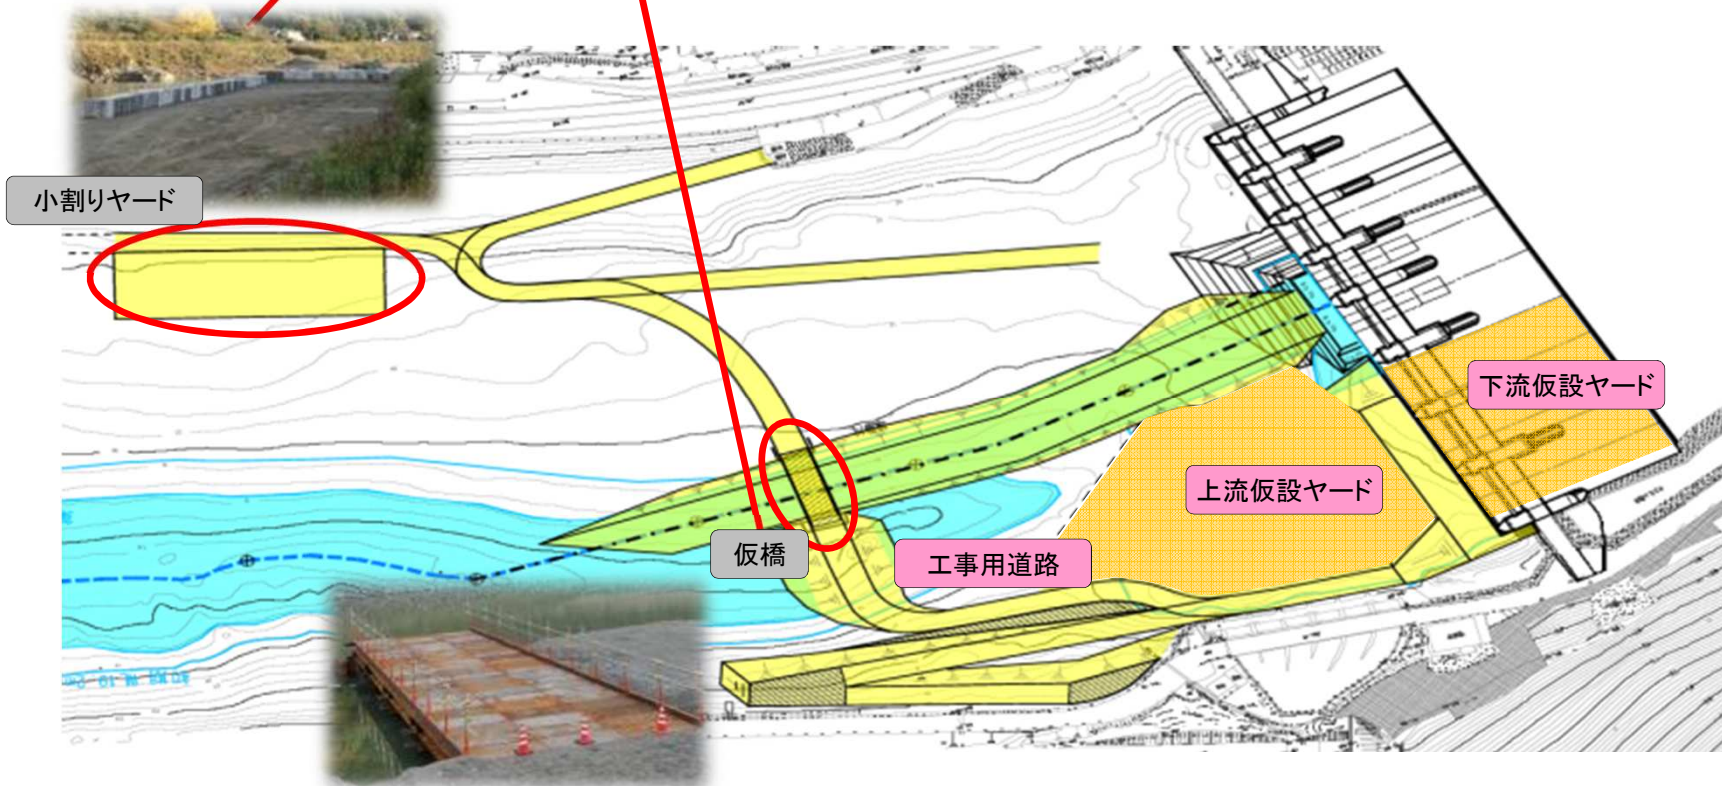 小割りヤード
下流仮設ヤード
上流仮設ヤード
仮橋
工事用道路